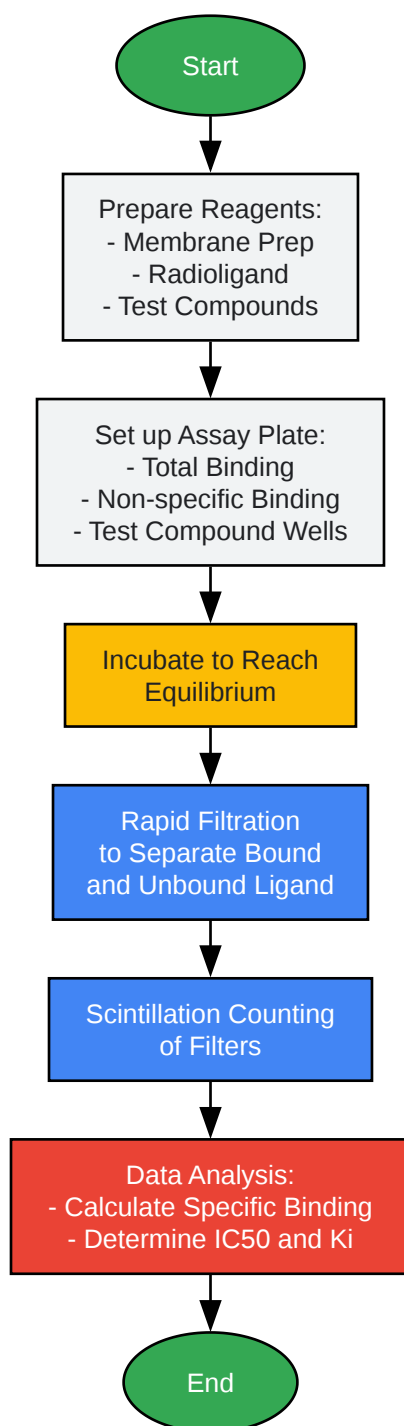 Start
Prepare Reagents:
- Membrane Prep
- Radioligand
- Test Compounds
Set up Assay Plate:
- Total Binding
- Non-specific Binding
- Test Compound Wells
Incubate to Reach
Equilibrium
Rapid Filtration
to Separate Bound
and Unbound Ligand
Scintillation Counting
of Filters
Data Analysis:
- Calculate Specific Binding
- Determine IC50 and Ki
End